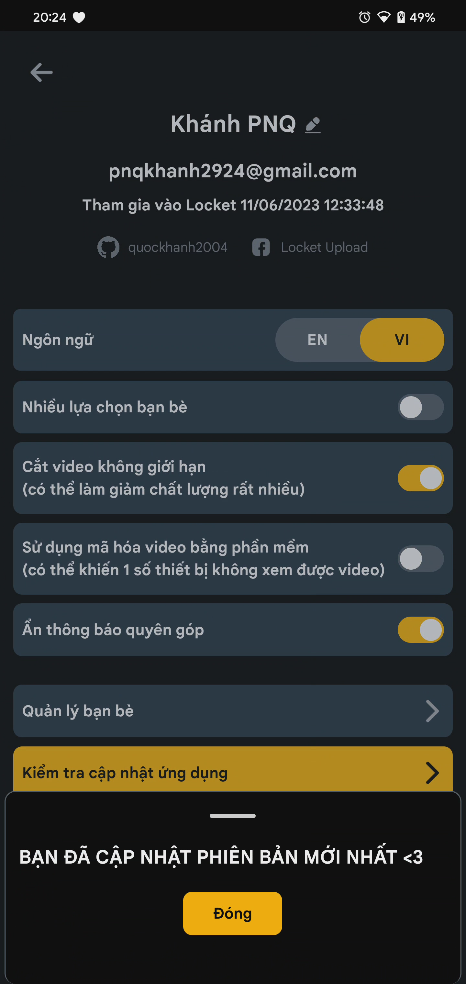 20:24
49%
Khánh PNQ
pnqkhanh2924@gmail.com
Tham gia vào Locket 11/06/2023 12:33:48
quockhanh2004 Locket Upload
Ngôn ngữ EN VI
Nhiều lựa chọn bạn bè
Cắt video không giới hạn
(có thể làm giảm chất lượng rất nhiều)
Sử dụng mã hóa video bằng phần mềm
(có thể khiến 1 số thiết bị không xem được video)
Ẩn thông báo quyên góp
Quản lý bạn bè
Kiểm tra cập nhật ứng dụng
BẠN ĐÃ CẬP NHẬT PHIÊN BẢN MỚI NHẤT <3
Đóng